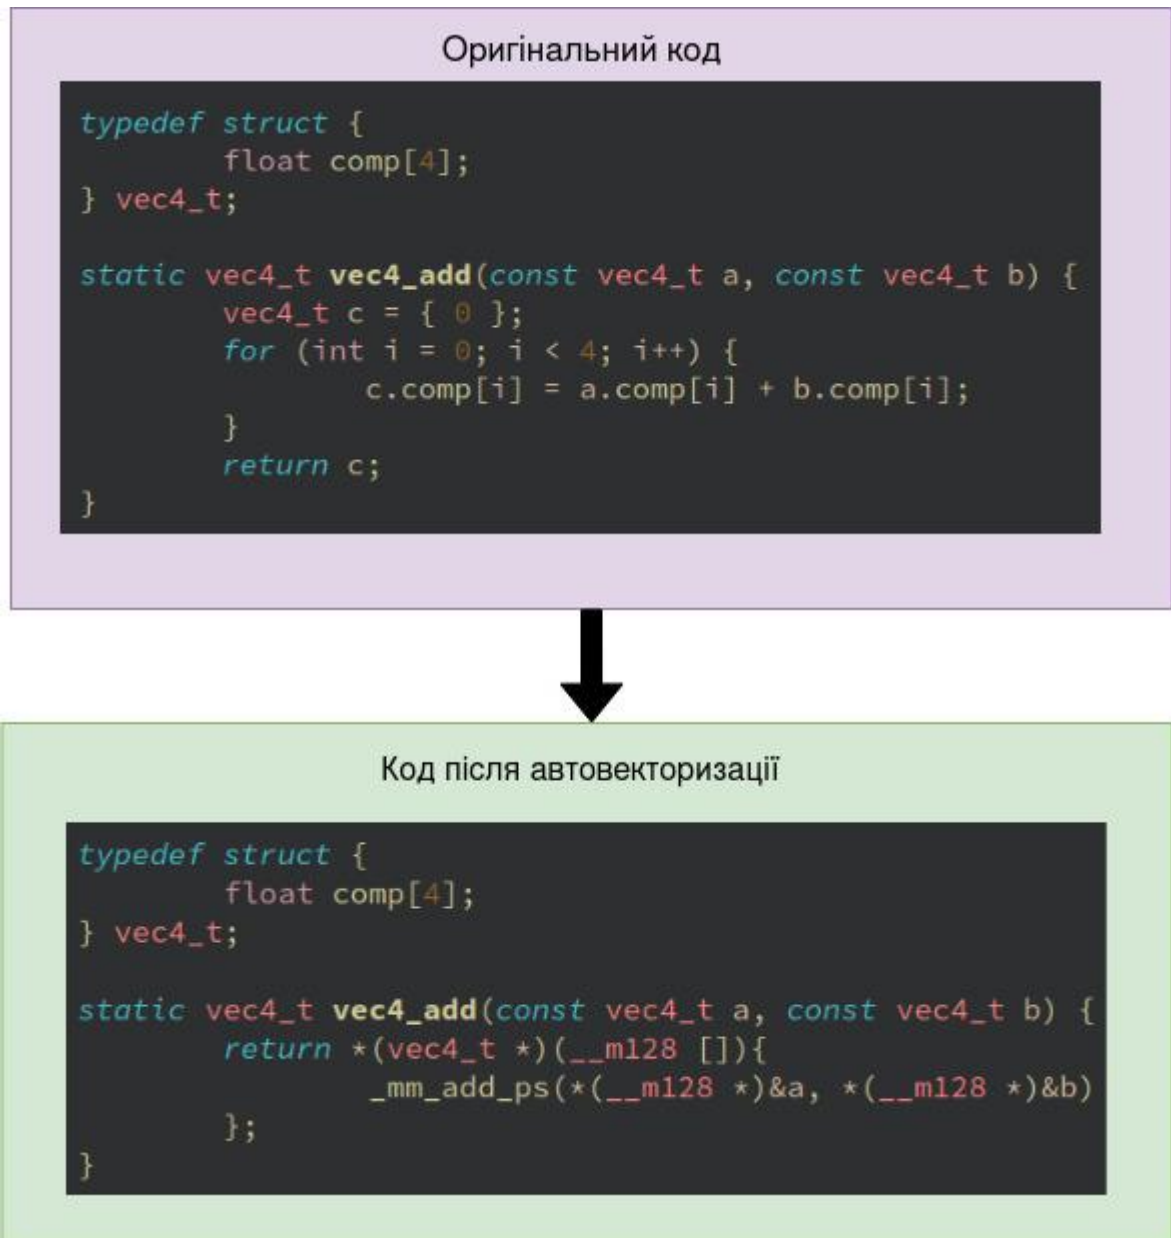 Оригінальний код
typedef struct {
        float comp[4];
} vec4_t;

static vec4_t vec4_add(const vec4_t a, const vec4_t b) {
        vec4_t c = { 0 };
        for (int i = 0; i < 4; i++) {
                c.comp[i] = a.comp[i] + b.comp[i];
        }
        return c;
}
Код після автовекторизації
typedef struct {
        float comp[4];
} vec4_t;

static vec4_t vec4_add(const vec4_t a, const vec4_t b) {
        return *(vec4_t *)(__m128 []){
                _mm_add_ps(*(__m128 *)&a, *(__m128 *)&b)
        };
}